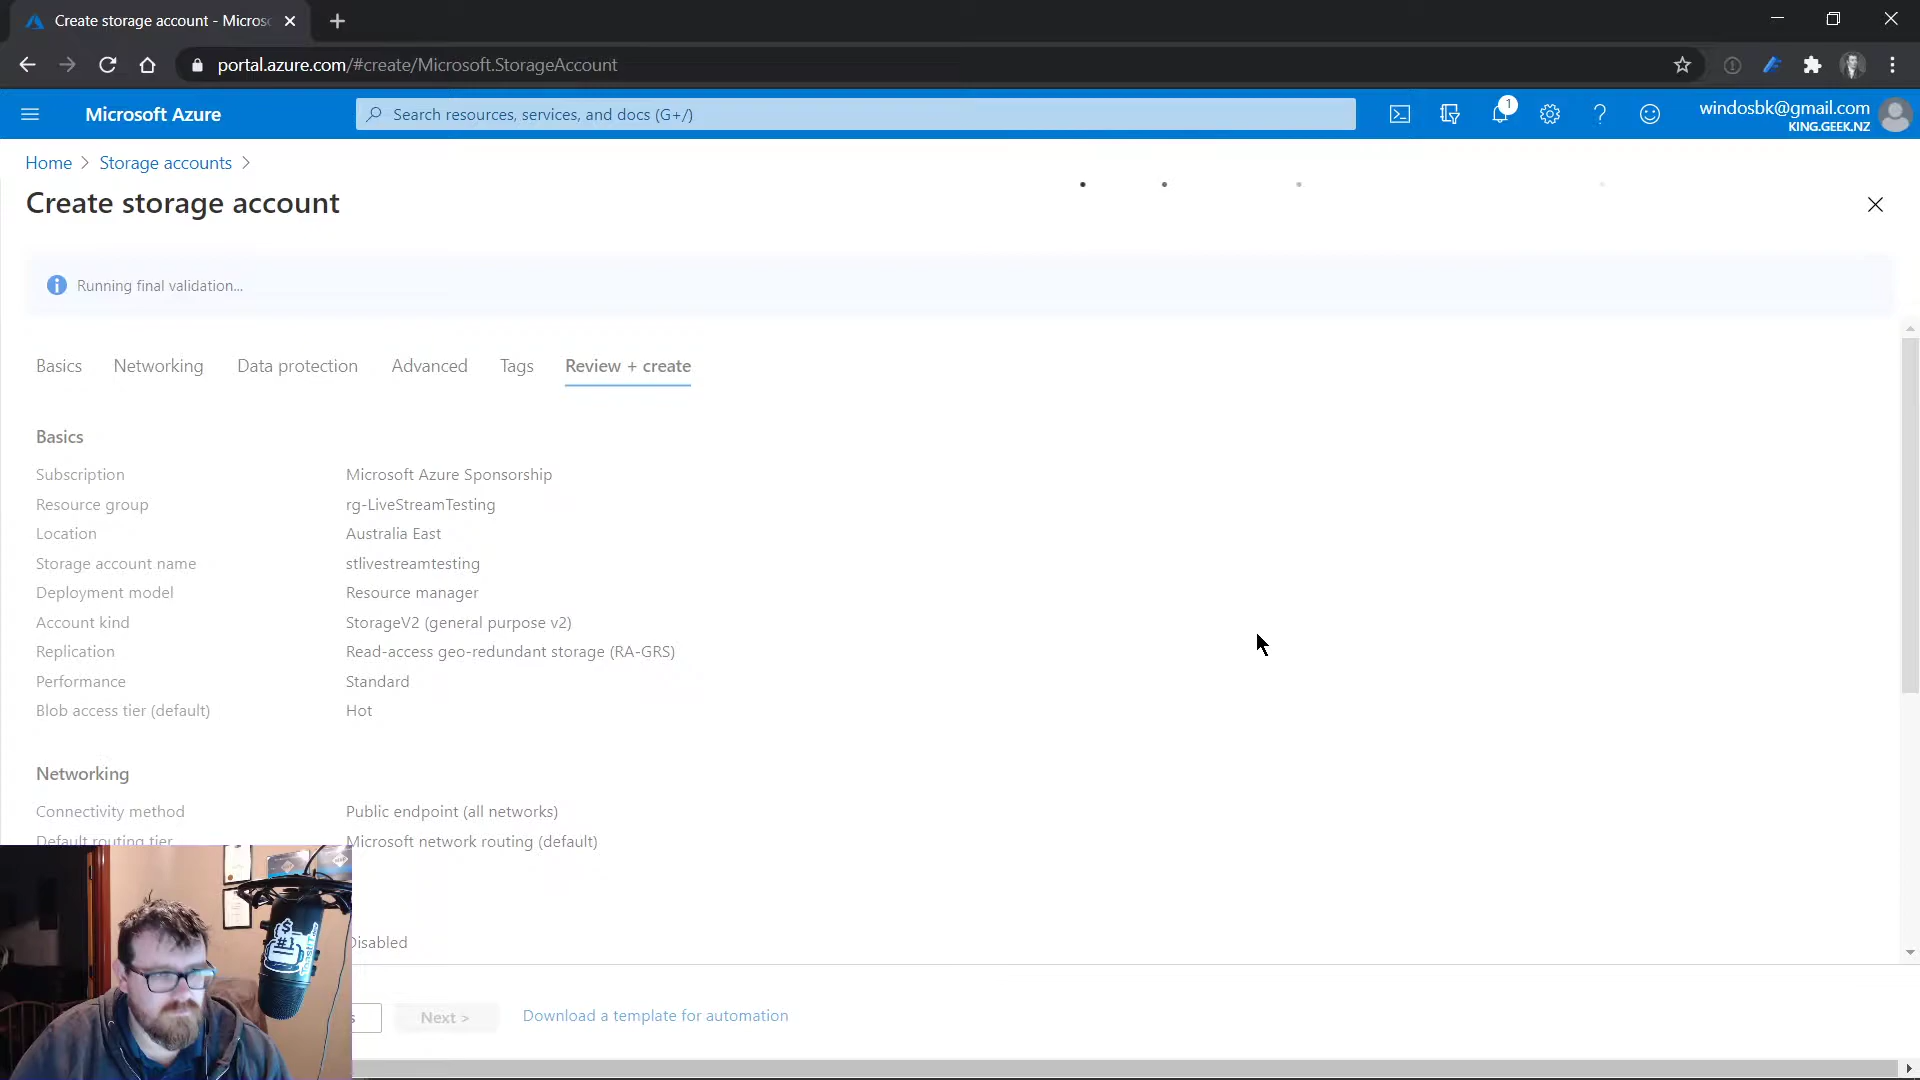 Create storage account - Micros
portal.azure.com/#create/Microsoft.StorageAccount
Microsoft Azure
Search resources, services, and docs (G+/)
1
windosbk@gmail.com
KING.GEEK.NZ
Home > Storage accounts >
Create storage account
Running final validation...
Basics Networking Data protection Advanced Tags Review + create
Basics
Subscription Microsoft Azure Sponsorship
Resource group rg-LiveStreamTesting
Location Australia East
Storage account name stlivestreamtesting
Deployment model Resource manager
Account kind StorageV2 (general purpose v2)
Replication Read-access geo-redundant storage (RA-GRS)
Performance Standard
Blob access tier (default) Hot
Networking
Connectivity method Public endpoint (all networks)
Default routing tier Microsoft network routing (default)
Disabled
Next >
Download a template for automation